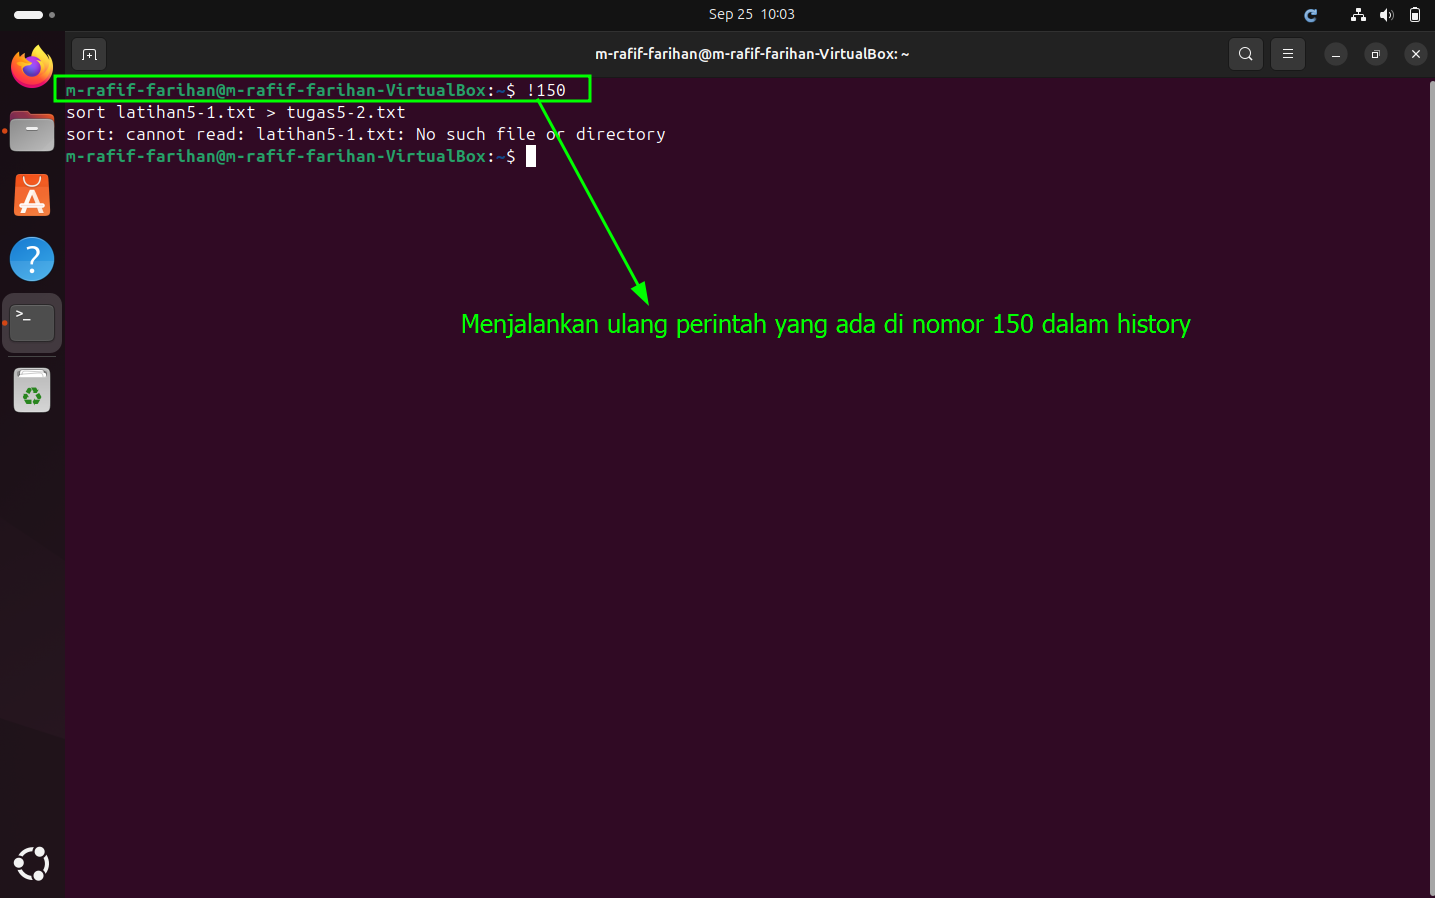 Sep 25 10:03
m-rafif-farihan@m-rafif-farihan-VirtualBox: ~
m-rafif-farihan@m-rafif-farihan-VirtualBox:~$ !150
sort latihan5-1.txt > tugas5-2.txt
sort: cannot read: latihan5-1.txt: No such file or directory
m-rafif-farihan@m-rafif-farihan-VirtualBox:~$
Menjalankan ulang perintah yang ada di nomor 150 dalam history